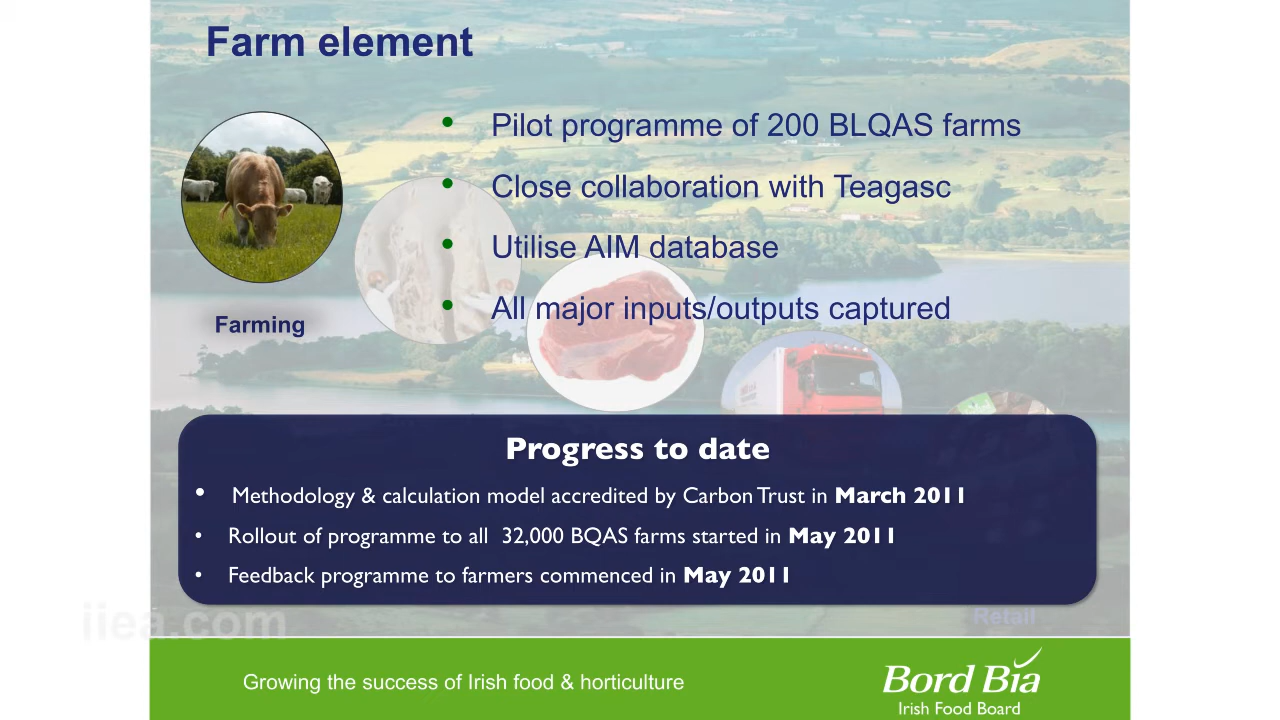 Farm element
• Pilot programme of 200 BLQAS farms
• Close collaboration with Teagasc
• Utilise AIM database
• All major inputs/outputs captured
Farming
Progress to date
• Methodology & calculation model accredited by Carbon Trust in March 2011
• Rollout of programme to all 32,000 BQAS farms started in May 2011
• Feedback programme to farmers commenced in May 2011
Retail
iiea.com
Growing the success of Irish food & horticulture
Bord Bia
Irish Food Board